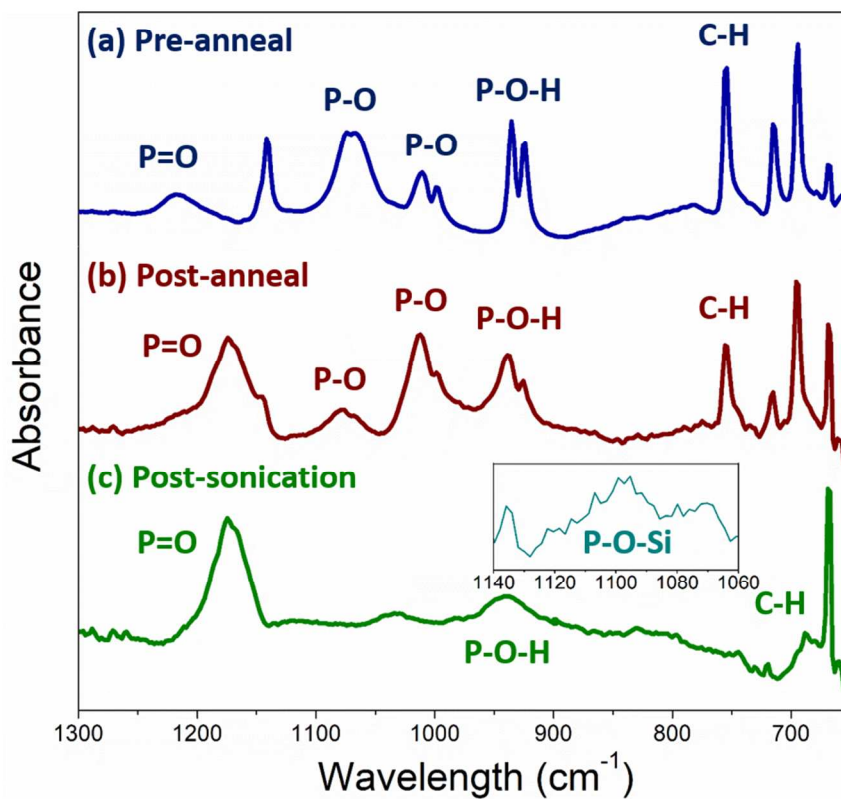 (a) Pre-anneal
C-H
P-O
P-O-H
P=O
P-O
(b) Post-anneal
P-O
P-O-H
C-H
P=O
P-O
(c) Post-sonication
P=O
P-O-Si
1140 1120 1100 1080 1060
C-H
P-O-H
Absorbance
1300 1200 1100 1000 900 800 700
Wavelength (cm⁻¹)